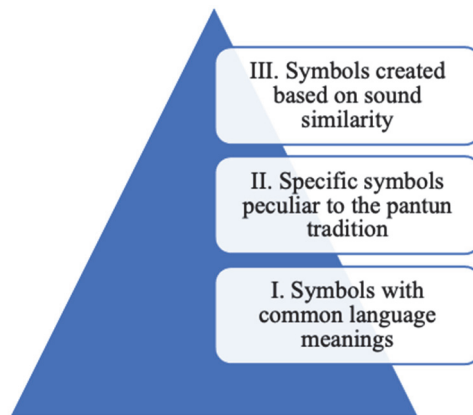 III. Symbols created
based on sound
similarity
II. Specific symbols
peculiar to the pantun
tradition
I. Symbols with
common language
meanings